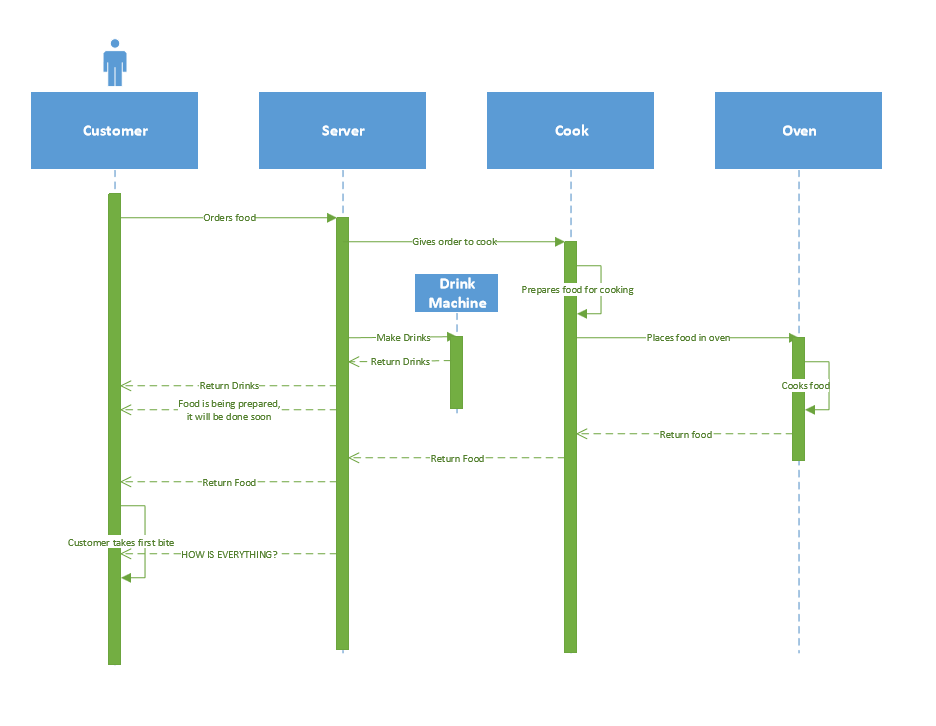 Customer
Server
Cook
Oven
Orders food
Gives order to cook
Drink
Machine
Prepares food for cooking
Make Drinks
Places food in oven
Return Drinks
Return Drinks
Cooks food
Food is being prepared,
it will be done soon
Return food
Return Food
Return Food
Customer takes first bite
HOW IS EVERYTHING?